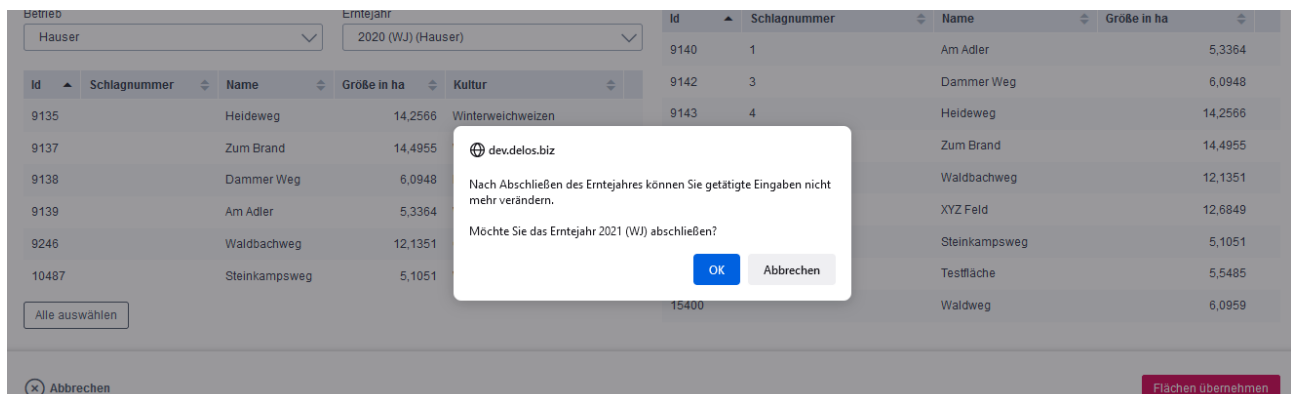 Betrieb
Hauser
Erntejahr
2020 (WJ) (Hauser)
Id Schlagnummer Name Größe in ha Kultur
9135 Heideweg 14,2566 Winterweichweizen
9137 Zum Brand 14,4955
9138 Dammer Weg 6,0948
9139 Am Adler 5,3364
9246 Waldbachweg 12,1351
10487 Steinkampsweg 5,1051
Alle auswählen
Id Schlagnummer Name Größe in ha
9140 1 Am Adler 5,3364
9142 3 Dammer Weg 6,0948
9143 4 Heideweg 14,2566
Zum Brand 14,4955
Waldbachweg 12,1351
XYZ Feld 12,6849
Steinkampsweg 5,1051
Testfläche 5,5485
15400 Waldweg 6,0959
dev.delos.biz
Nach Abschließen des Erntejahres können Sie getätigte Eingaben nicht
mehr verändern.
Möchte Sie das Erntejahr 2021 (WJ) abschließen?
OK Abbrechen
Abbrechen
Flächen übernehmen